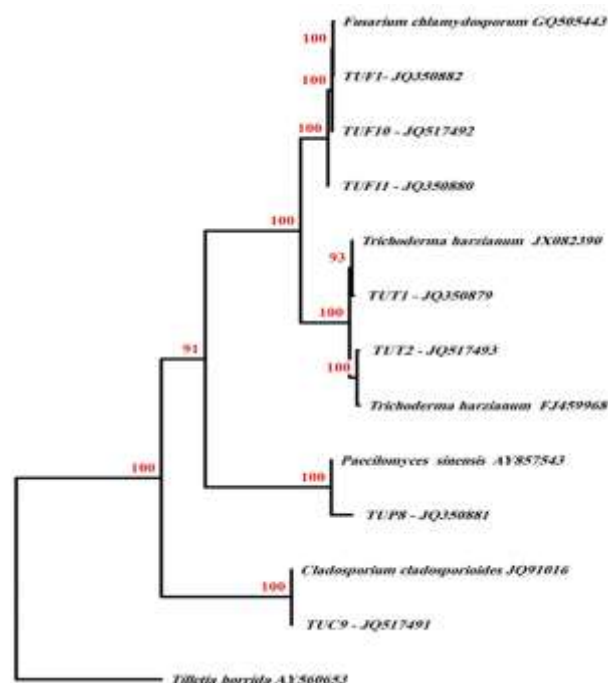 Fusarium chlamydosporum GQ505443
100
100
TUF1- JQ350882
100
TUF10 - JQ517492
TUF11 - JQ350880
100
Trichoderma harzianum JX082390
93
TUT1 - JQ350879
100
TUT2 - JQ517493
91
100
Trichoderma harzianum FJ459968
Paecilomyces sinensis AY857543
100
100
TUP8 - JQ350881
Cladosporium cladosporioides JQ91016
100
TUC9 - JQ517491
Tilletia horrida AY560653